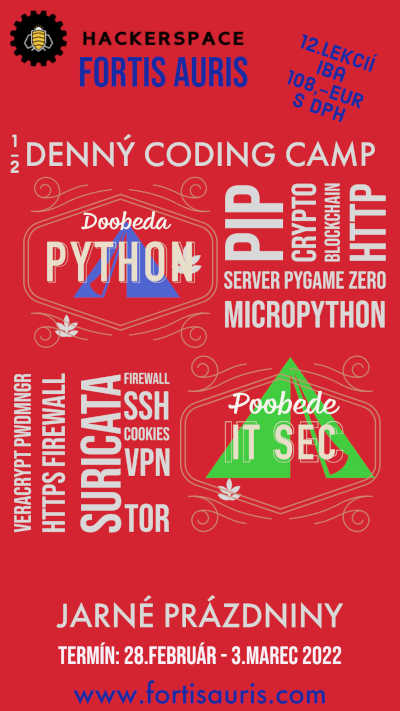 HACKERSPACE
FORTIS AURIS
12.LEKCIÍ
IBA
108.-EUR
S DPH
1/2 DENNÝ CODING CAMP
Doobeda
PYTHON
PIP
CRYPTO
BLOCKCHAIN
HTTP
SERVER PYGAME ZERO
MICROPYTHON
VERACRYPT PWDMNGR
HTTPS FIREWALL
SURICATA
FIREWALL
SSH
COOKIES
VPN
TOR
Poobede
IT SEC
JARNÉ PRÁZDNINY
TERMÍN: 28.FEBRUÁR - 3.MAREC 2022
www.fortisauris.com